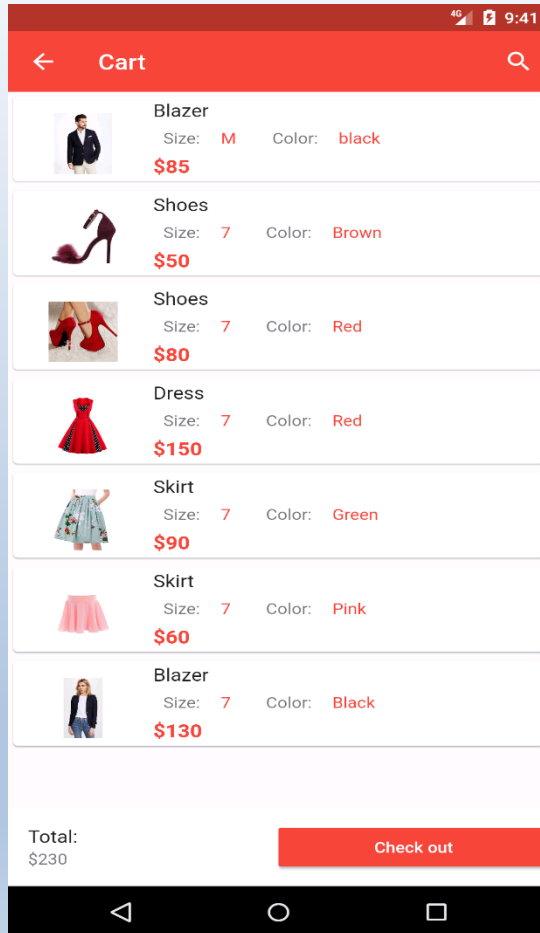 4G 9:41
Cart
Blazer
Size: M Color: black
$85
Shoes
Size: 7 Color: Brown
$50
Shoes
Size: 7 Color: Red
$80
Dress
Size: 7 Color: Red
$150
Skirt
Size: 7 Color: Green
$90
Skirt
Size: 7 Color: Pink
$60
Blazer
Size: 7 Color: Black
$130
Total:
$230
Check out